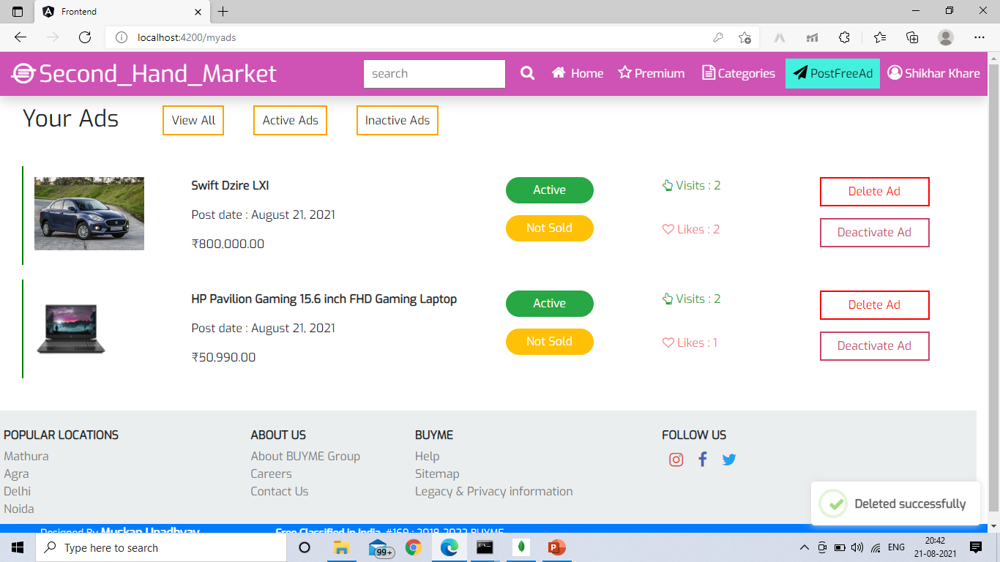 Frontend
localhost:4200/myads
Second_Hand_Market
search
Home
Premium
Categories
PostFreeAd
Shikhar Khare
Your Ads
View All
Active Ads
Inactive Ads
Swift Dzire LXI
Post date : August 21, 2021
₹800,000.00
Active
Not Sold
Visits : 2
Likes : 2
Delete Ad
Deactivate Ad
HP Pavilion Gaming 15.6 inch FHD Gaming Laptop
Post date : August 21, 2021
₹50,990.00
Active
Not Sold
Visits : 2
Likes : 1
Delete Ad
Deactivate Ad
POPULAR LOCATIONS
Mathura
Agra
Delhi
Noida
ABOUT US
About BUYME Group
Careers
Contact Us
BUYME
Help
Sitemap
Legacy & Privacy information
FOLLOW US
Deleted successfully
Designed By Muskan Upadhyay
Free Classified in India. #169 : 2018-2022 BUYME
Type here to search
99+
ENG
20:42
21-08-2021